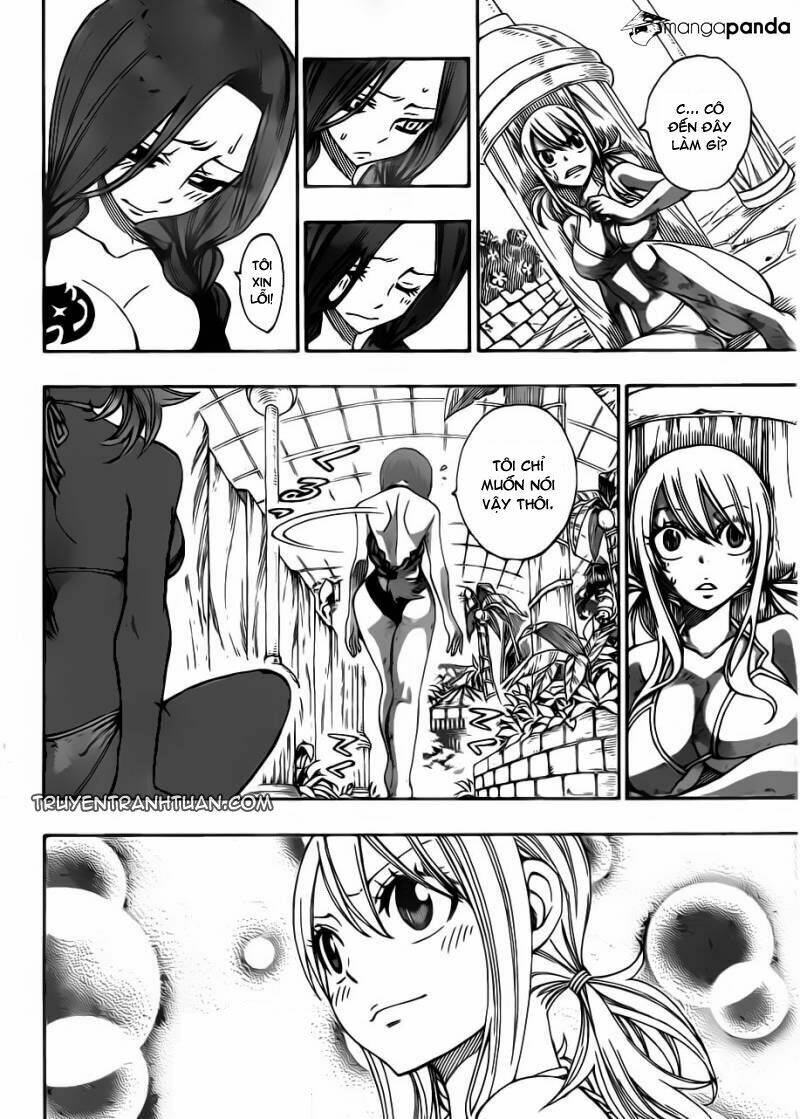 mangapanda
C... CÔ
ĐẾN ĐÂY
LÀM GÌ?
TÔI
XIN
LỖI!
TÔI CHỈ
MUỐN NÓI
VẬY THÔI.
TRUYENTRANHTUAN.COM